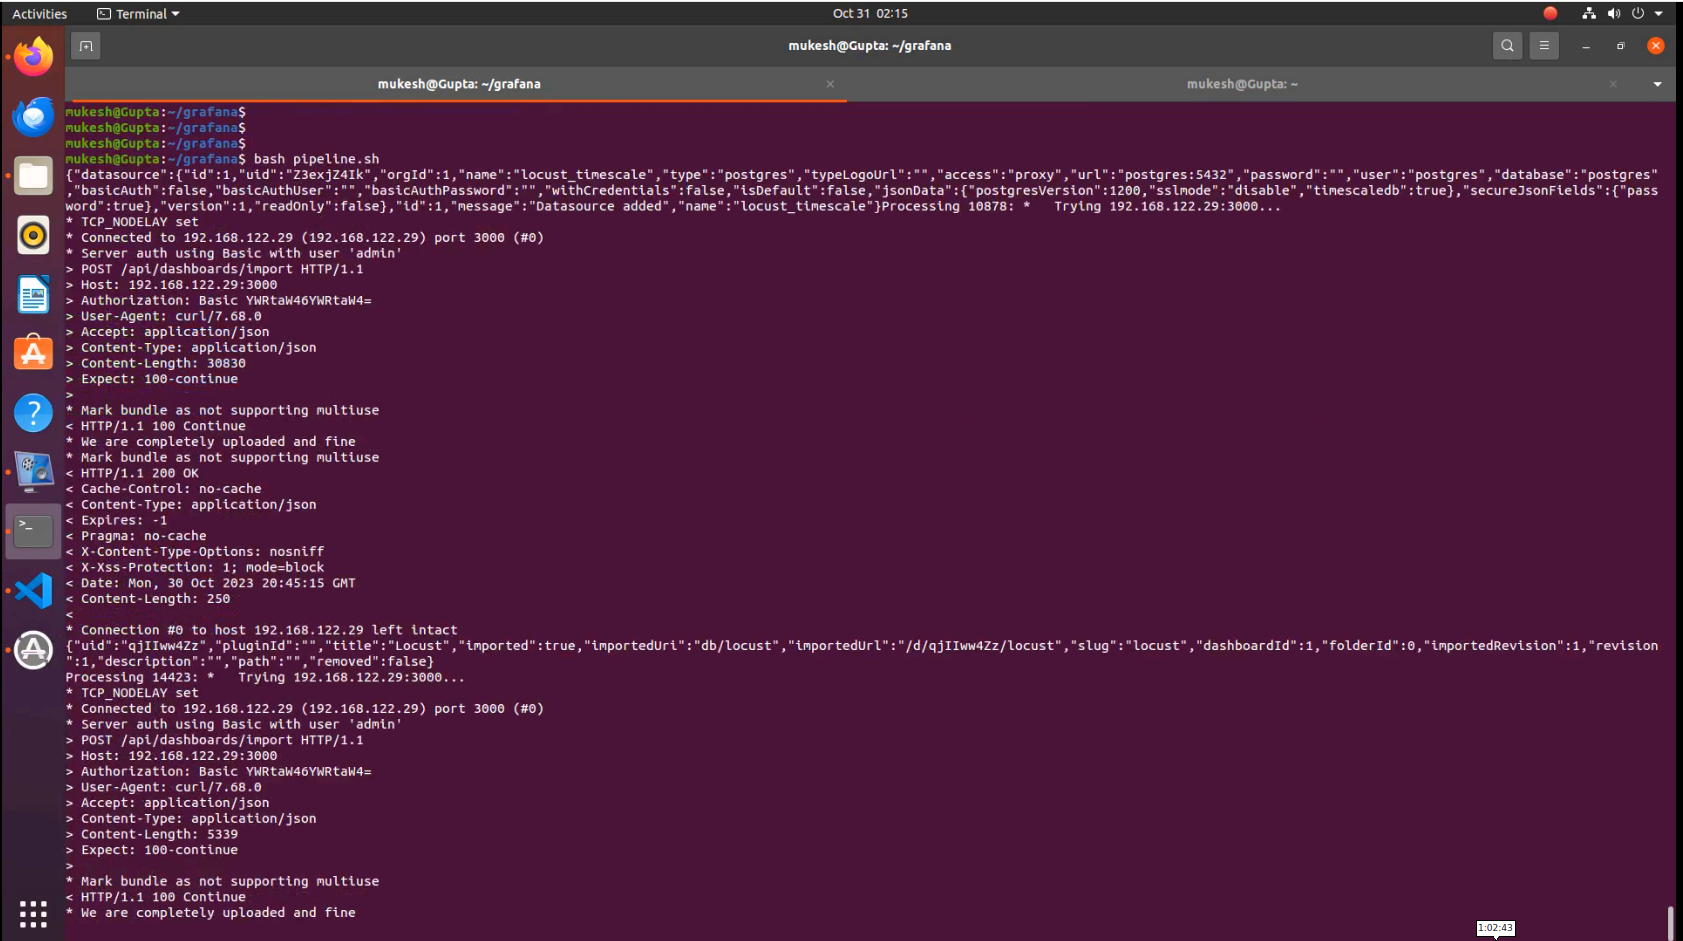 Activities Terminal Oct 31 02:15
mukesh@Gupta: ~/grafana
mukesh@Gupta: ~/grafana mukesh@Gupta: ~
mukesh@Gupta:~/grafana$
mukesh@Gupta:~/grafana$
mukesh@Gupta:~/grafana$
mukesh@Gupta:~/grafana$ bash pipeline.sh
{"datasource":{"id":1,"uid":"Z3exjZ4Ik","orgId":1,"name":"locust_timescale","type":"postgres","typeLogoUrl":"","access":"proxy","url":"postgres:5432","password":"","user":"postgres","database":"postgres"
,"basicAuth":false,"basicAuthUser":"","basicAuthPassword":"","withCredentials":false,"isDefault":false,"jsonData":{"postgresVersion":1200,"sslmode":"disable","timescaledb":true},"secureJsonFields":{"pass
word":true},"version":1,"readOnly":false},"id":1,"message":"Datasource added","name":"locust_timescale"}Processing 10878: *   Trying 192.168.122.29:3000...
* TCP_NODELAY set
* Connected to 192.168.122.29 (192.168.122.29) port 3000 (#0)
* Server auth using Basic with user 'admin'
> POST /api/dashboards/import HTTP/1.1
> Host: 192.168.122.29:3000
> Authorization: Basic YWRtaW46YWRtaW4=
> User-Agent: curl/7.68.0
> Accept: application/json
> Content-Type: application/json
> Content-Length: 30830
> Expect: 100-continue
>
* Mark bundle as not supporting multiuse
< HTTP/1.1 100 Continue
* We are completely uploaded and fine
* Mark bundle as not supporting multiuse
< HTTP/1.1 200 OK
< Cache-Control: no-cache
< Content-Type: application/json
< Expires: -1
< Pragma: no-cache
< X-Content-Type-Options: nosniff
< X-Xss-Protection: 1; mode=block
< Date: Mon, 30 Oct 2023 20:45:15 GMT
< Content-Length: 250
<
* Connection #0 to host 192.168.122.29 left intact
{"uid":"qjIIww4Zz","pluginId":"","title":"Locust","imported":true,"importedUri":"db/locust","importedUrl":"/d/qjIIww4Zz/locust","slug":"locust","dashboardId":1,"folderId":0,"importedRevision":1,"revision
":1,"description":"","path":"","removed":false}
Processing 14423: *   Trying 192.168.122.29:3000...
* TCP_NODELAY set
* Connected to 192.168.122.29 (192.168.122.29) port 3000 (#0)
* Server auth using Basic with user 'admin'
> POST /api/dashboards/import HTTP/1.1
> Host: 192.168.122.29:3000
> Authorization: Basic YWRtaW46YWRtaW4=
> User-Agent: curl/7.68.0
> Accept: application/json
> Content-Type: application/json
> Content-Length: 5339
> Expect: 100-continue
>
* Mark bundle as not supporting multiuse
< HTTP/1.1 100 Continue
* We are completely uploaded and fine
1:02:43